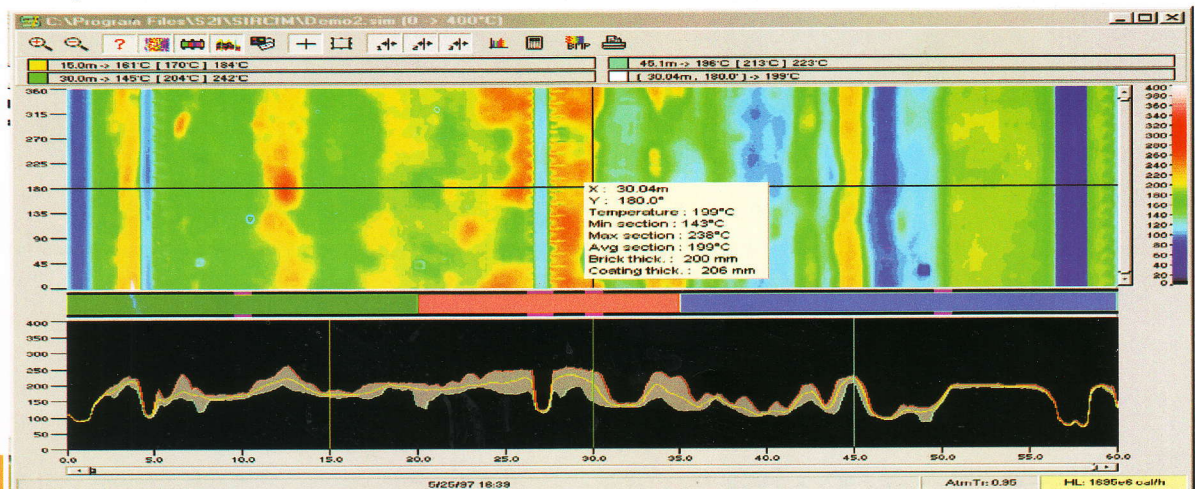 C:\Program Files\S2I\SIRCIM\Demo2.sim (0 -> 400°C)
? 1 2 3 BMP
15.0m -> 161°C [ 170°C ] 184°C
45.1m -> 196°C [ 213°C ] 223°C
30.0m -> 145°C [ 204°C ] 242°C
[ 30.04m , 180.0° ] -> 199°C
360
315
270
225
180
135
90
45
0
400
380
360
340
320
300
280
260
240
220
200
180
160
140
120
100
80
60
40
20
0
X : 30.04m
Y : 180.0°
Temperature : 199°C
Min section : 143°C
Max section : 238°C
Avg section : 199°C
Brick thick. : 200 mm
Coating thick. : 206 mm
400
350
300
250
200
150
100
50
0
0.0 5.0 10.0 15.0 20.0 25.0 30.0 35.0 40.0 45.0 50.0 55.0 60.0
5/25/97 16:39
AtmTr: 0.95
HL: 1695e6 cal/h